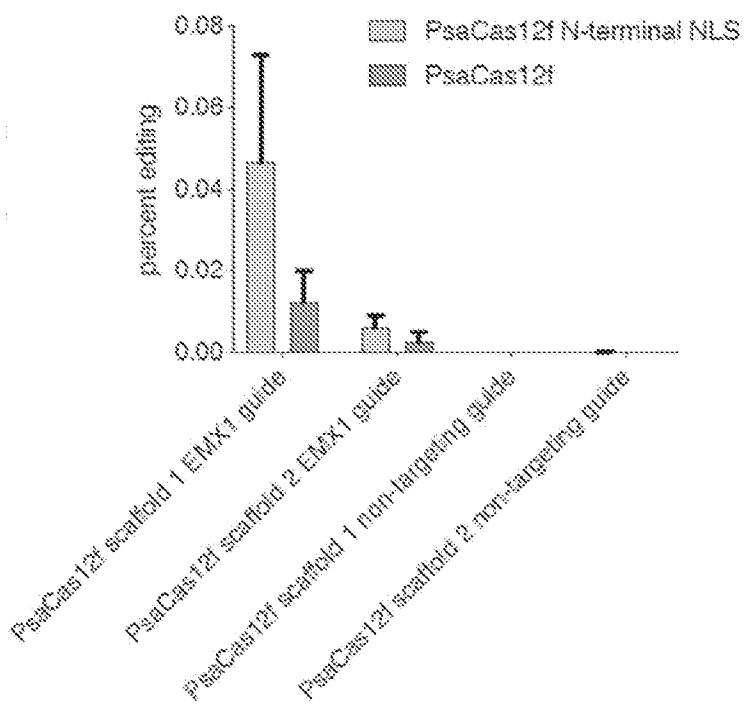 0.08
0.06
0.04
0.02
0.00
percent editing
PsaCas12f N-terminal NLS
PsaCas12f
PsaCas12f scaffold 1 EMX1 guide
PsaCas12f scaffold 2 EMX1 guide
PsaCas12f scaffold 1 non-targeting guide
PsaCas12f scaffold 2 non-targeting guide